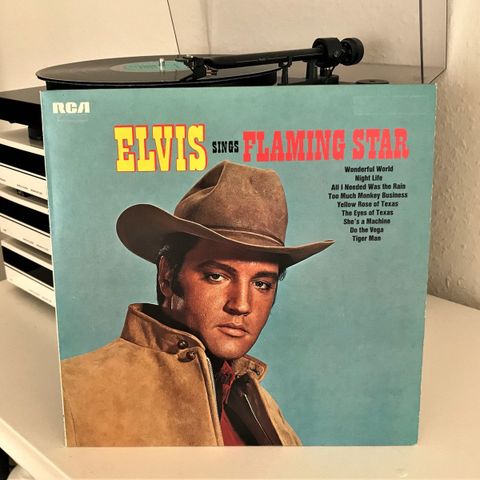 RCA
ELVIS SINGS FLAMING STAR
Wonderful World
Night Life
All I Needed Was the Rain
Too Much Monkey Business
Yellow Rose of Texas
The Eyes of Texas
She's a Machine
Do the Vega
Tiger Man